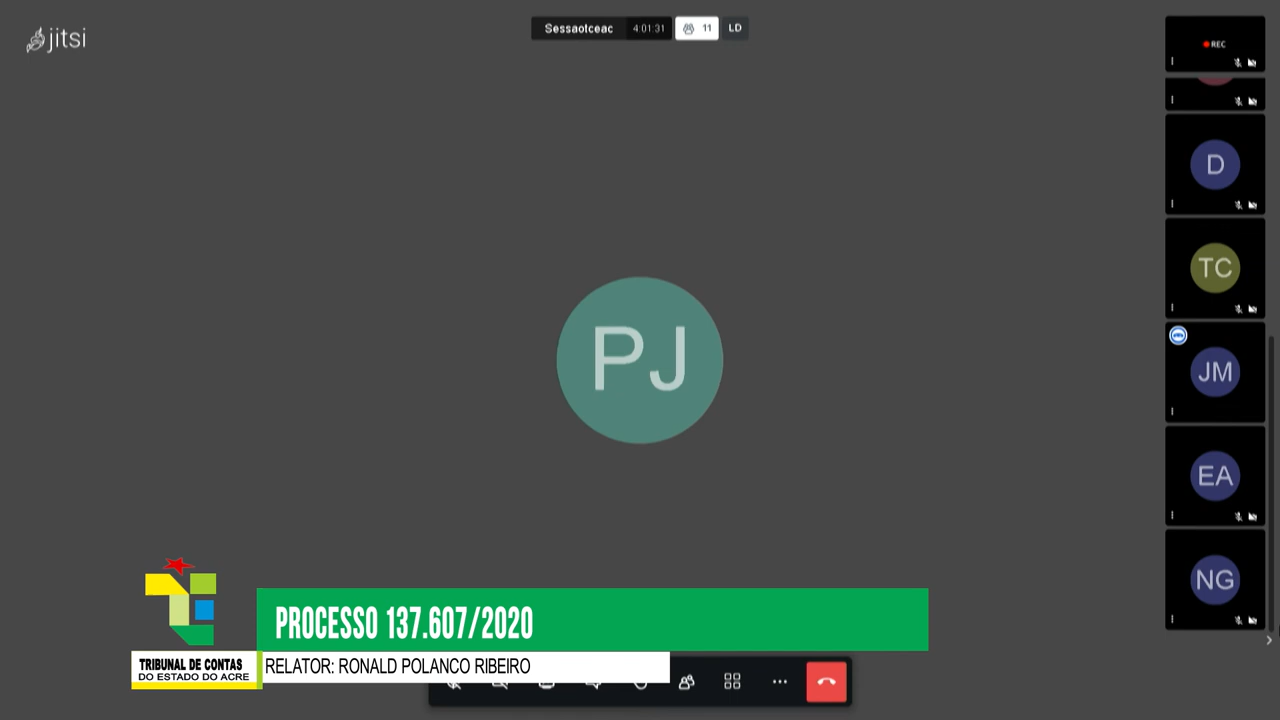 jitsi
Sessaotceac 4:01:31 11 LD
REC
D
TC
JM
EA
NG
PJ
PROCESSO 137.607/2020
TRIBUNAL DE CONTAS
DO ESTADO DO ACRE
RELATOR: RONALD POLANCO RIBEIRO